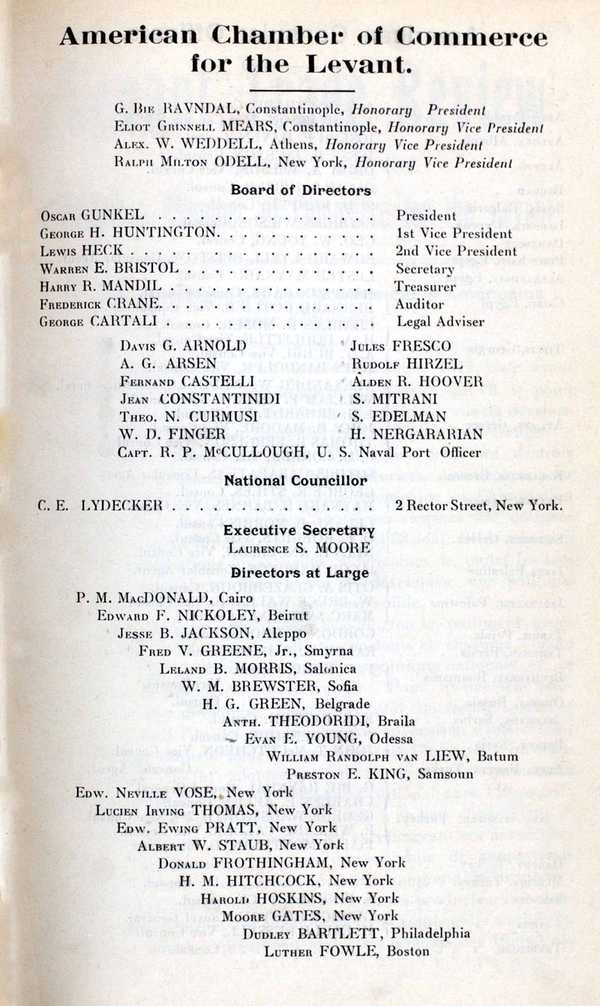 American Chamber of Commerce
for the Levant.
G. Bie RAVNDAL, Constantinople, Honorary President
Eliot Grinnell MEARS, Constantinople, Honorary Vice President
Alex. W. WEDDELL, Athens, Honorary Vice President
Ralph Milton ODELL, New York, Honorary Vice President
Board of Directors
Oscar GUNKEL . . . . . . . . . . . . . President
George H. HUNTINGTON. . . . . . . . . . 1st Vice President
Lewis HECK . . . . . . . . . . . . . . . 2nd Vice President
Warren E. BRISTOL . . . . . . . . . . . . Secretary
Harry R. MANDIL . . . . . . . . . . . . . Treasurer
Frederick CRANE. . . . . . . . . . . . . Auditor
George CARTALI . . . . . . . . . . . . . Legal Adviser
Davis G. ARNOLD Jules FRESCO
A. G. ARSEN Rudolf HIRZEL
Fernand CASTELLI Alden R. HOOVER
Jean CONSTANTINIDI S. MITRANI
Theo. N. CURMUSI S. EDELMAN
W. D. FINGER H. NERGARARIAN
Capt. R. P. McCULLOUGH, U. S. Naval Port Officer
National Councillor
C. E. LYDECKER . . . . . . . . . . . . 2 Rector Street, New York.
Executive Secretary
Laurence S. MOORE
Directors at Large
P. M. MacDONALD, Cairo
Edward F. NICKOLEY, Beirut
Jesse B. JACKSON, Aleppo
Fred V. GREENE, Jr., Smyrna
Leland B. MORRIS, Salonica
W. M. BREWSTER, Sofia
H. G. GREEN, Belgrade
Anth. THEODORIDI, Braila
Evan E. YOUNG, Odessa
William Randolph van LIEW, Batum
Preston E. KING, Samsoun
Edw. Neville VOSE, New York
Lucien Irving THOMAS, New York
Edw. Ewing PRATT, New York
Albert W. STAUB, New York
Donald FROTHINGHAM, New York
H. M. HITCHCOCK, New York
Harold HOSKINS, New York
Moore GATES, New York
Dudley BARTLETT, Philadelphia
Luther FOWLE, Boston